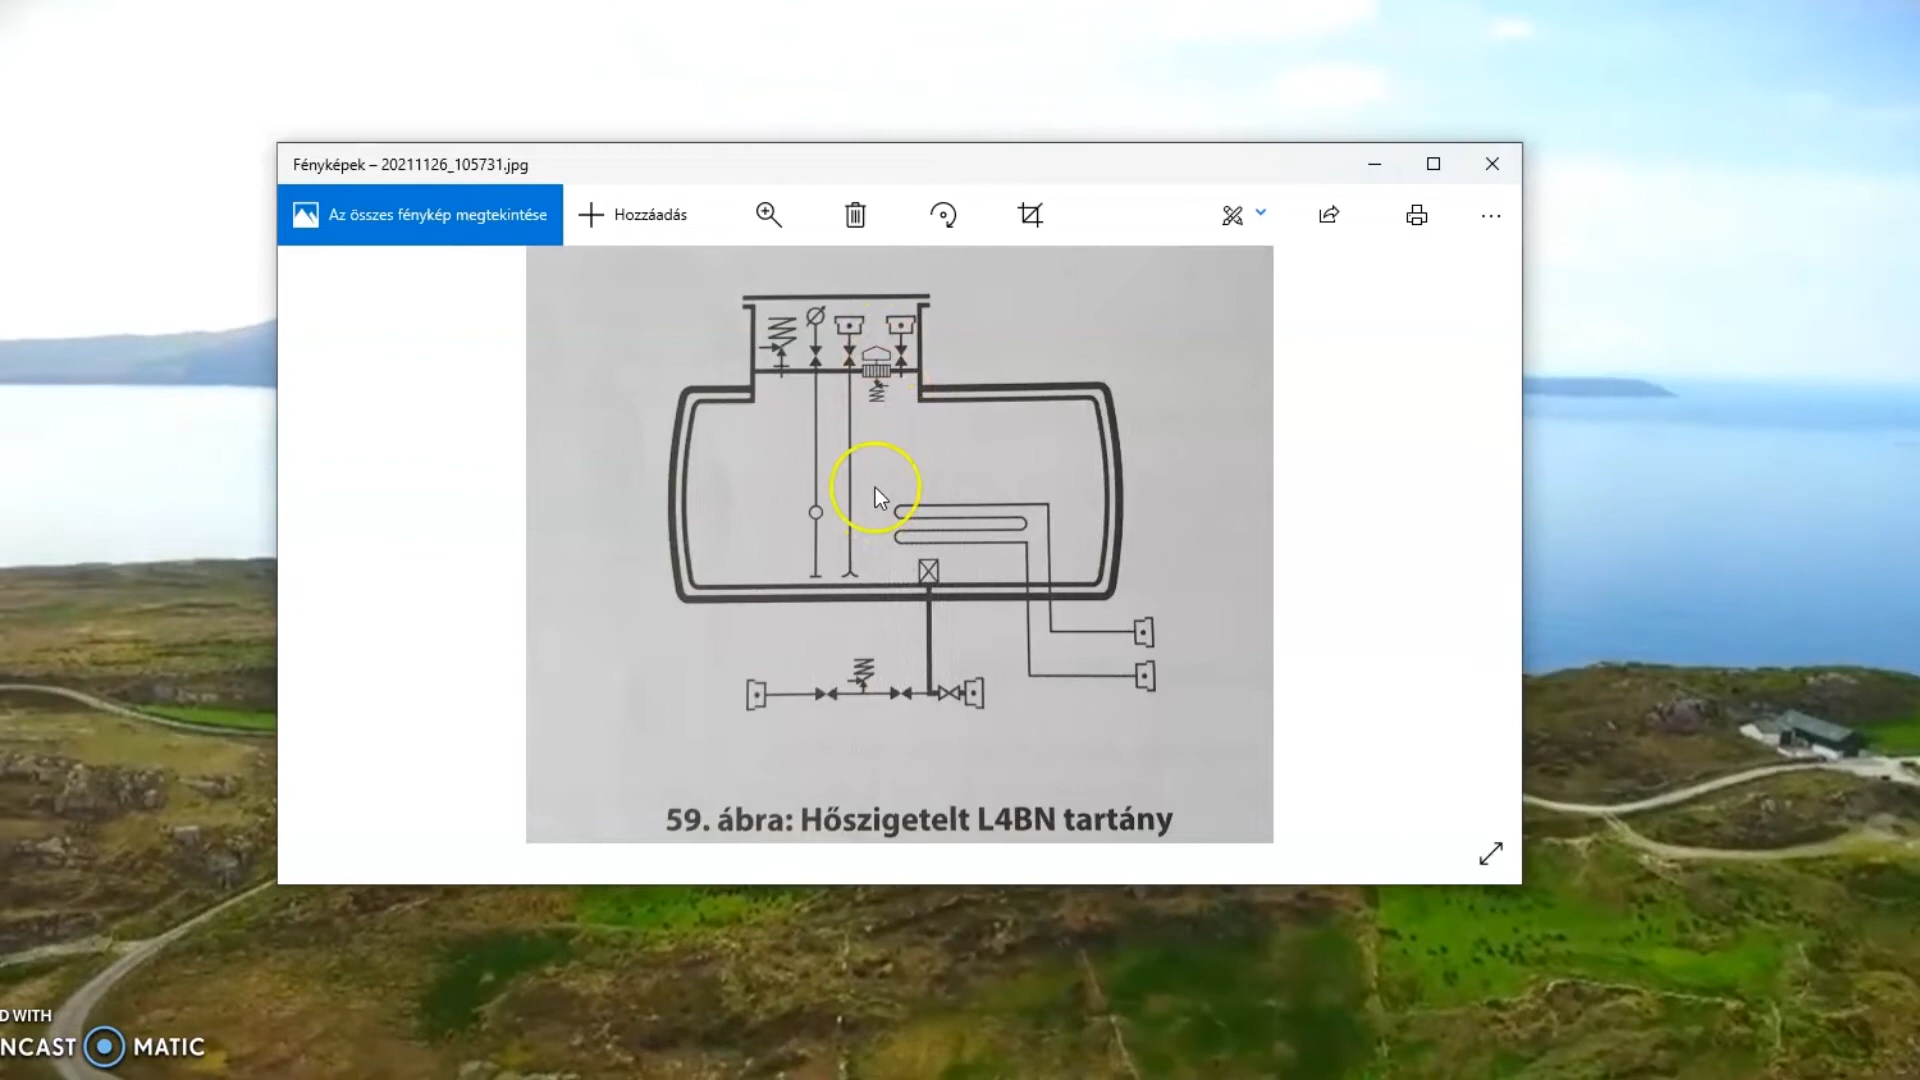 Fényképek – 20211126_105731.jpg
Az összes fénykép megtekintése
Hozzáadás
59. ábra: Hőszigetelt L4BN tartány
D WITH
NCAST MATIC